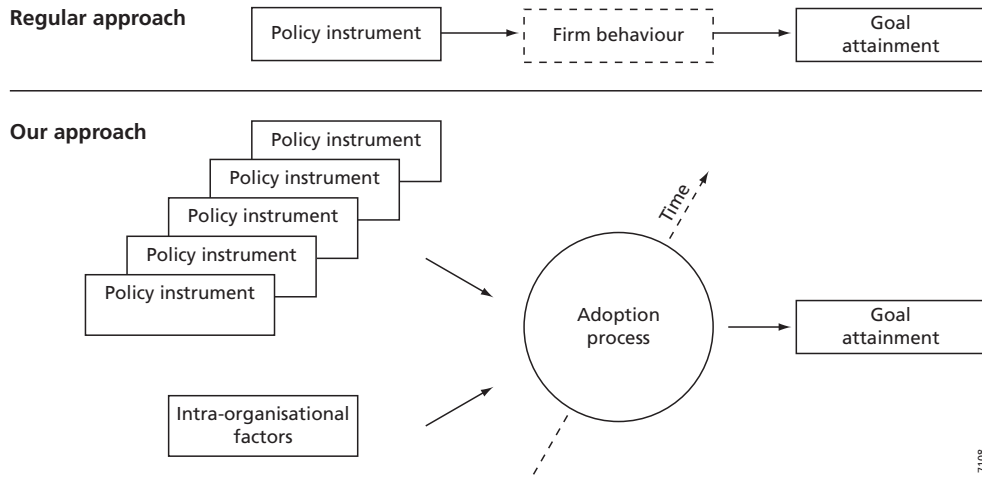 Regular approach
Policy instrument
Firm behaviour
Goal
attainment
Our approach
Policy instrument
Policy instrument
Policy instrument
Policy instrument
Policy instrument
Time
Adoption
process
Goal
attainment
Intra-organisational
factors
7108